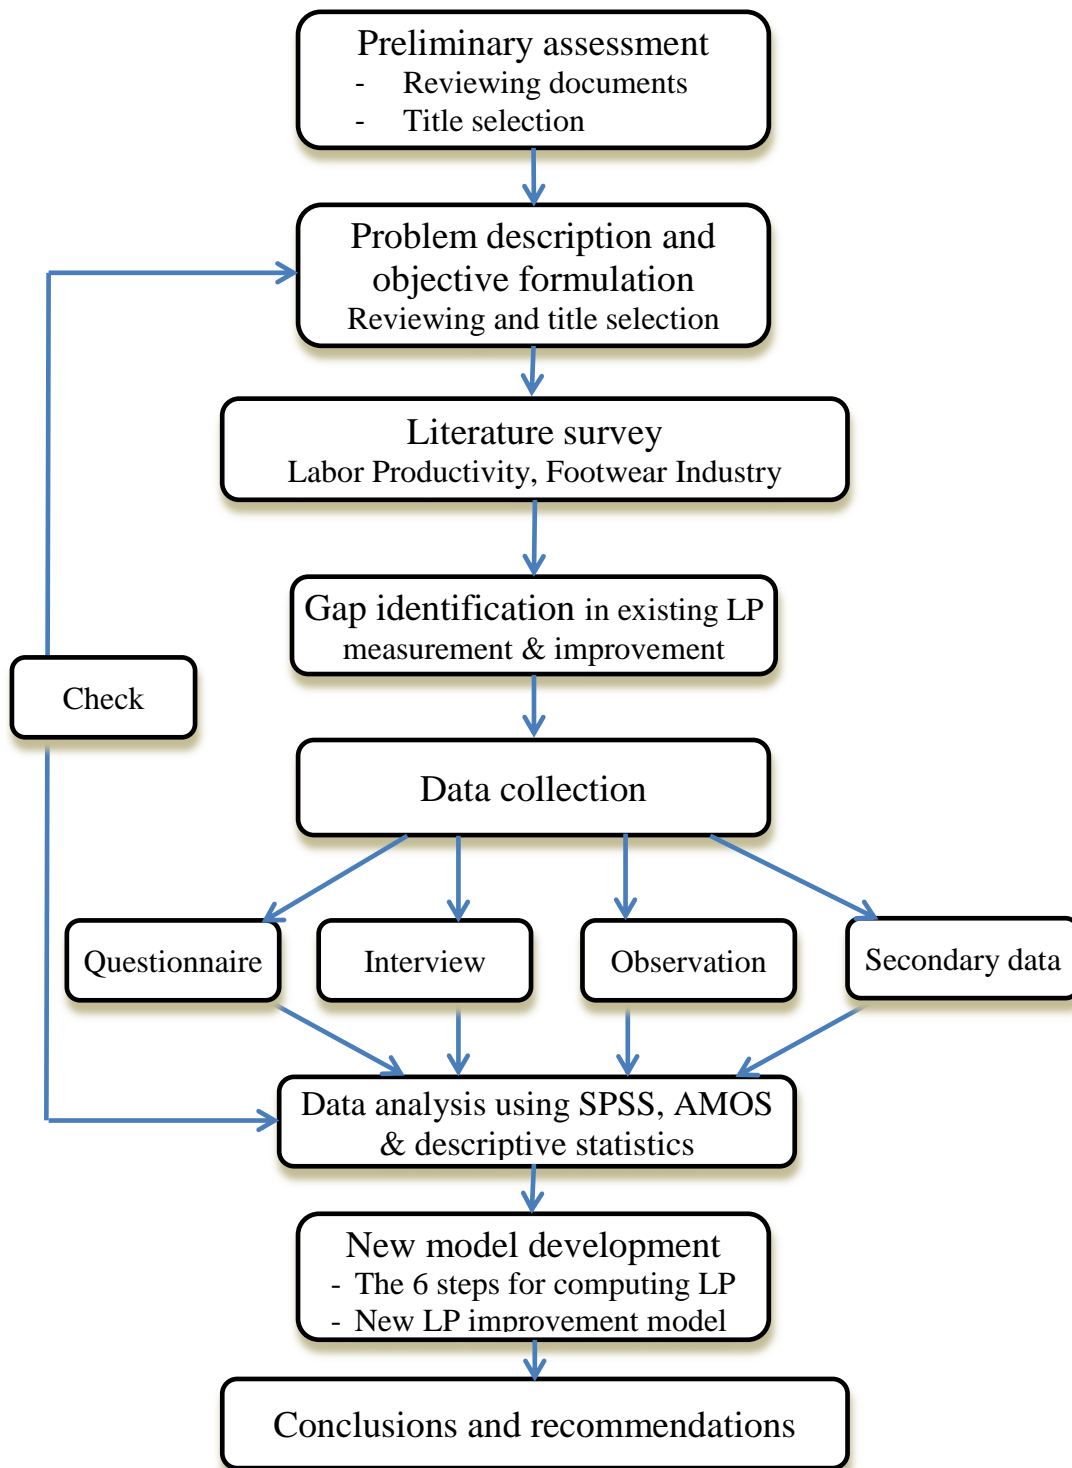 Preliminary assessment
- Reviewing documents
- Title selection
Problem description and
objective formulation
Reviewing and title selection
Literature survey
Labor Productivity, Footwear Industry
Gap identification in existing LP
measurement & improvement
Check
Data collection
Questionnaire
Interview
Observation
Secondary data
Data analysis using SPSS, AMOS
& descriptive statistics
New model development
- The 6 steps for computing LP
- New LP improvement model
Conclusions and recommendations